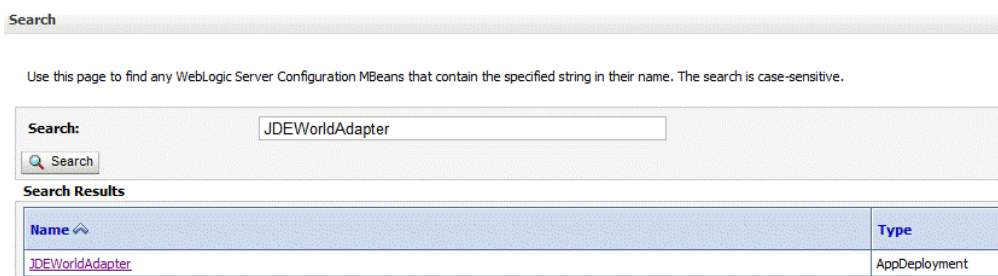 Search
Use this page to find any WebLogic Server Configuration MBeans that contain the specified string in their name. The search is case-sensitive.
Search: JDEWorldAdapter
Search
Search Results
Name Type
JDEWorldAdapter AppDeployment